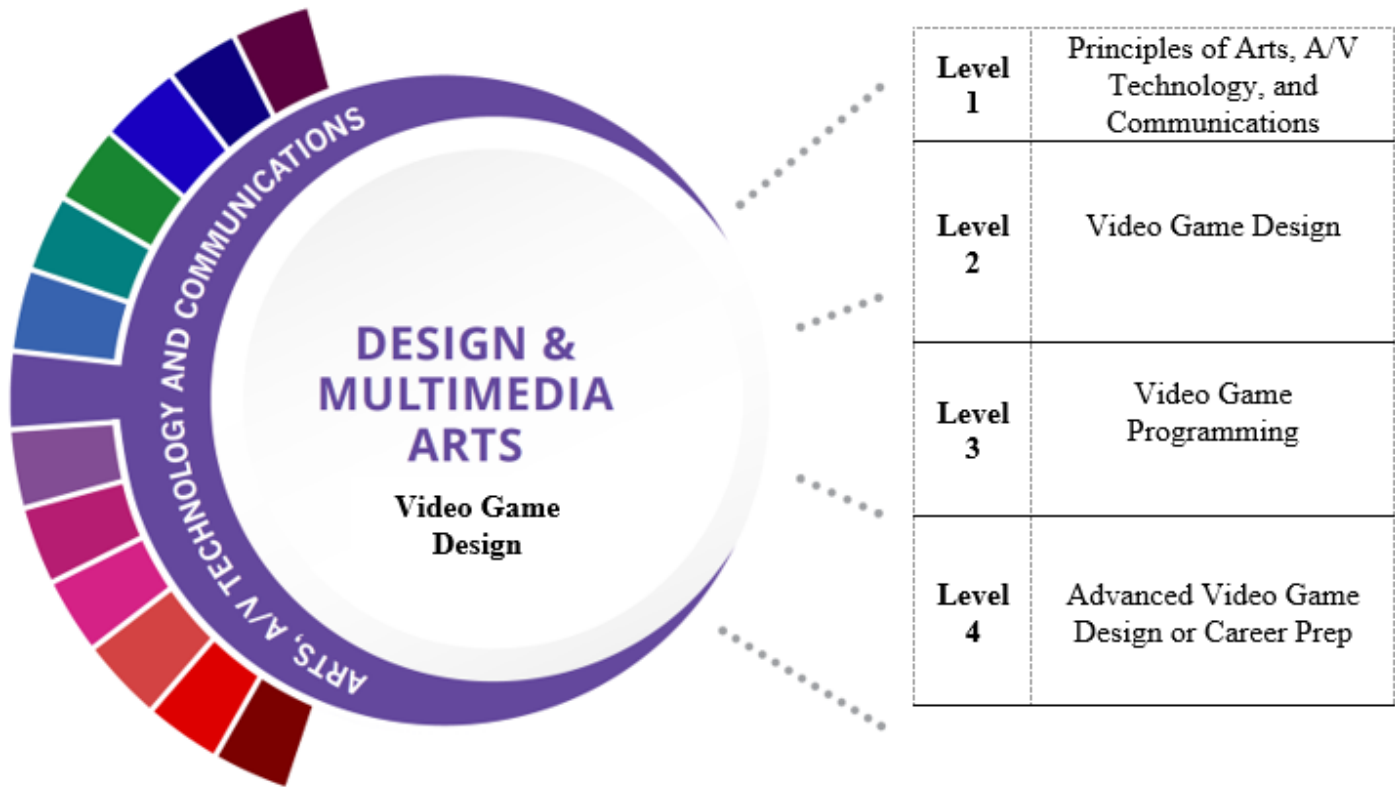 ARTS, A/V TECHNOLOGY AND COMMUNICATIONS
DESIGN &
MULTIMEDIA
ARTS
Video Game
Design
Level
1
Principles of Arts, A/V
Technology, and
Communications
Level
2
Video Game Design
Level
3
Video Game
Programming
Level
4
Advanced Video Game
Design or Career Prep